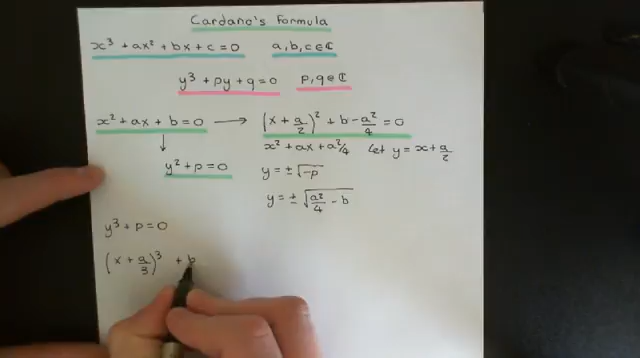 Cardano's Formula
x³ + ax² + bx + c = 0 a, b, c ∈ ℂ
y³ + py + q = 0 p, q ∈ ℂ
x² + ax + b = 0 → (x + a/2)² + b - a²/4 = 0
x² + ax + a²/4 Let y = x + a/2
y² + p = 0 y = ± √-p
y = ± √(a²/4 - b)
y³ + p = 0
(x + a/3)³ + b